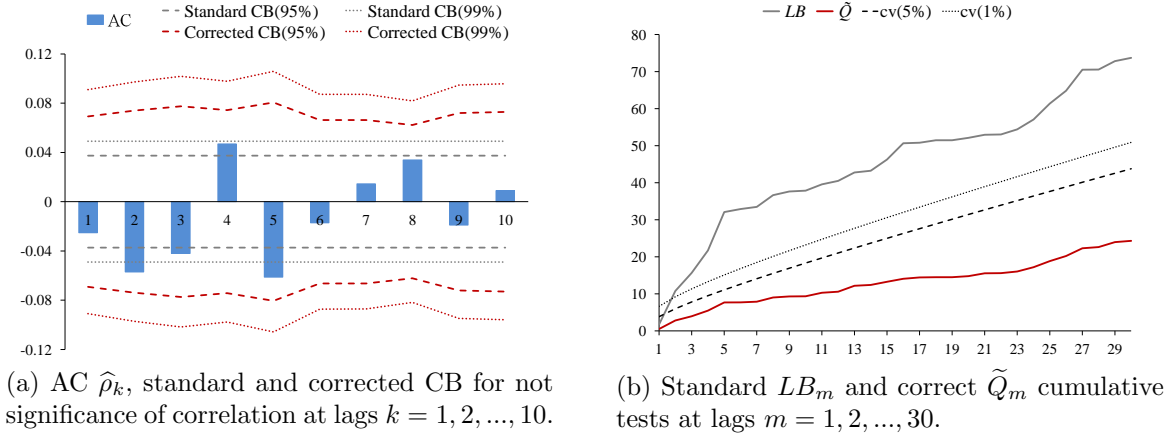 AC
Standard CB(95%)
Standard CB(99%)
Corrected CB(95%)
Corrected CB(99%)
0.12
0.08
0.04
0
-0.04
-0.08
-0.12
1 2 3 4 5 6 7 8 9 10
(a) AC ρ̂ₖ, standard and corrected CB for not
significance of correlation at lags k = 1, 2, ..., 10.
LB Q̃ cv(5%) cv(1%)
80
70
60
50
40
30
20
10
0
1 3 5 7 9 11 13 15 17 19 21 23 25 27 29
(b) Standard LBₘ and correct Q̃ₘ cumulative
tests at lags m = 1, 2, ..., 30.